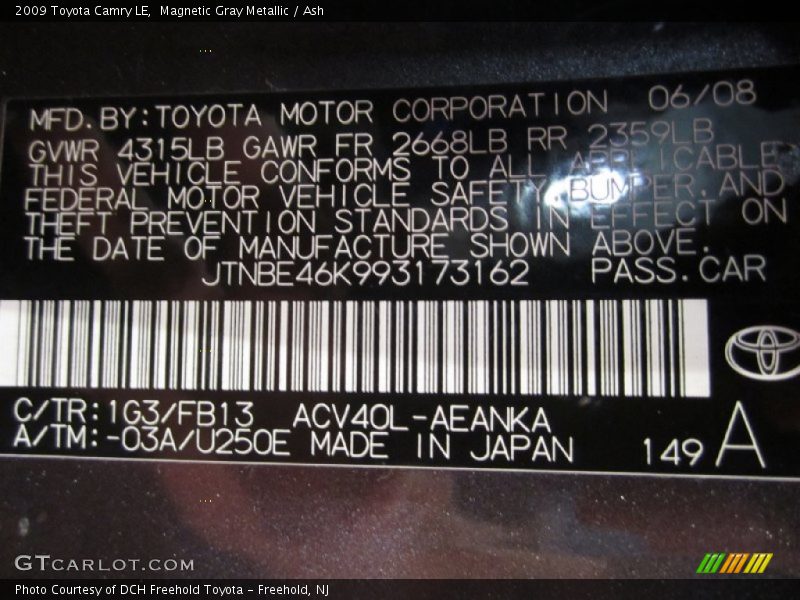 2009 Toyota Camry LE,  Magnetic Gray Metallic / Ash
MFD. BY: TOYOTA MOTOR CORPORATION 06/08
GVWR 4315LB GAWR FR 2668LB RR 2359LB
THIS VEHICLE CONFORMS TO ALL APPLICABLE
FEDERAL MOTOR VEHICLE SAFETY, BUMPER, AND
THEFT PREVENTION STANDARDS IN EFFECT ON
THE DATE OF MANUFACTURE SHOWN ABOVE.
JTNBE46K993173162 PASS. CAR
C/TR: 1G3/FB13 ACV40L-AEANKA
A/TM: -03A/U250E MADE IN JAPAN 149 A
GTCARLOT.COM
Photo Courtesy of DCH Freehold Toyota - Freehold, NJ